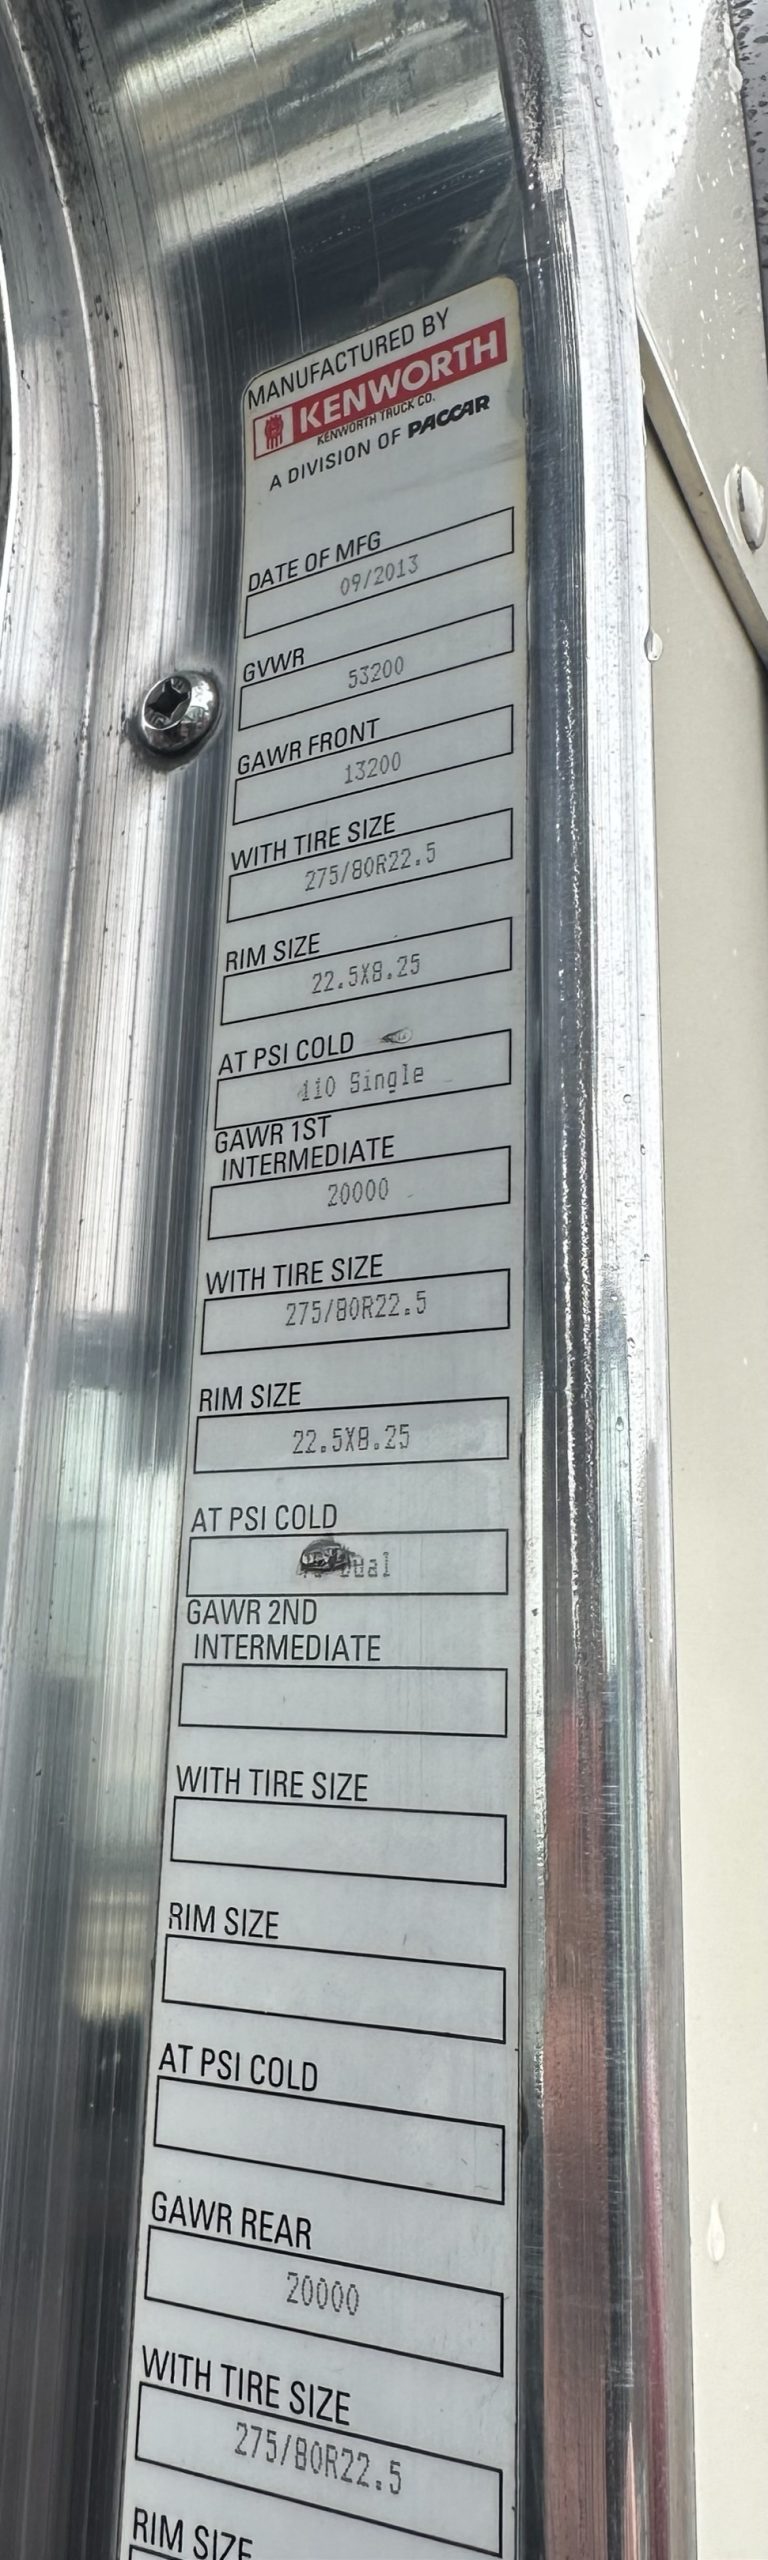 MANUFACTURED BY
KENWORTH
KENWORTH TRUCK CO.
A DIVISION OF PACCAR
DATE OF MFG
09/2013
GVWR
53200
GAWR FRONT
13200
WITH TIRE SIZE
275/80R22.5
RIM SIZE
22.5X8.25
AT PSI COLD
110 Single
GAWR 1ST
INTERMEDIATE
20000
WITH TIRE SIZE
275/80R22.5
RIM SIZE
22.5X8.25
AT PSI COLD
Dual
GAWR 2ND
INTERMEDIATE
WITH TIRE SIZE
RIM SIZE
AT PSI COLD
GAWR REAR
20000
WITH TIRE SIZE
275/80R22.5
RIM SIZE